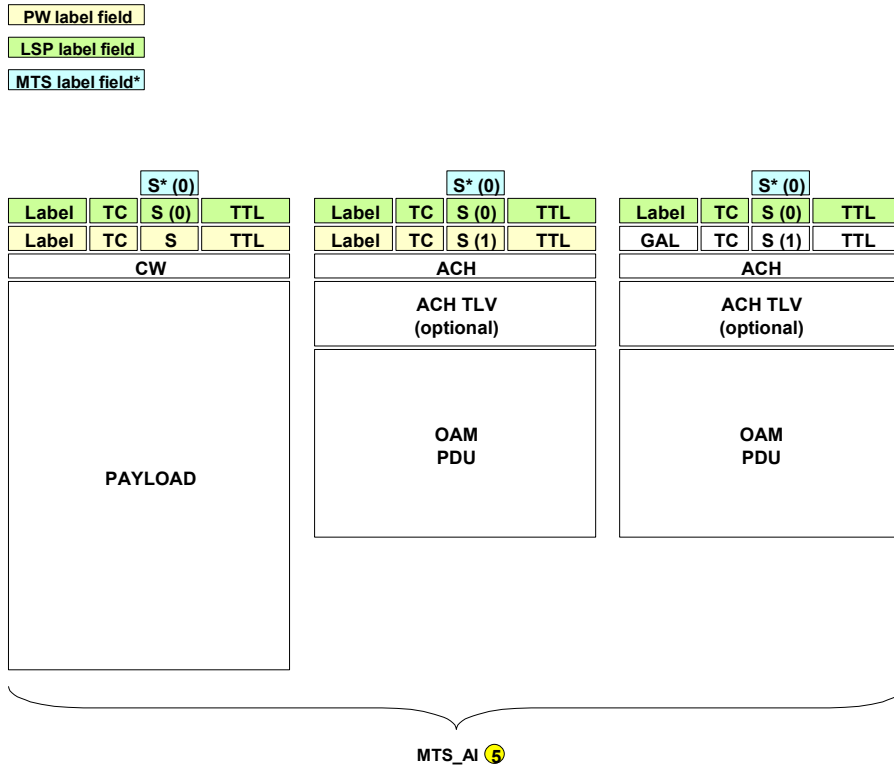 PW label field
LSP label field
MTS label field*
S* (0) S* (0) S* (0)
Label TC S (0) TTL Label TC S (0) TTL Label TC S (0) TTL
Label TC S TTL Label TC S (1) TTL GAL TC S (1) TTL
CW ACH ACH
ACH TLV ACH TLV
(optional) (optional)
OAM OAM
PDU PDU
PAYLOAD
MTS_AI 5